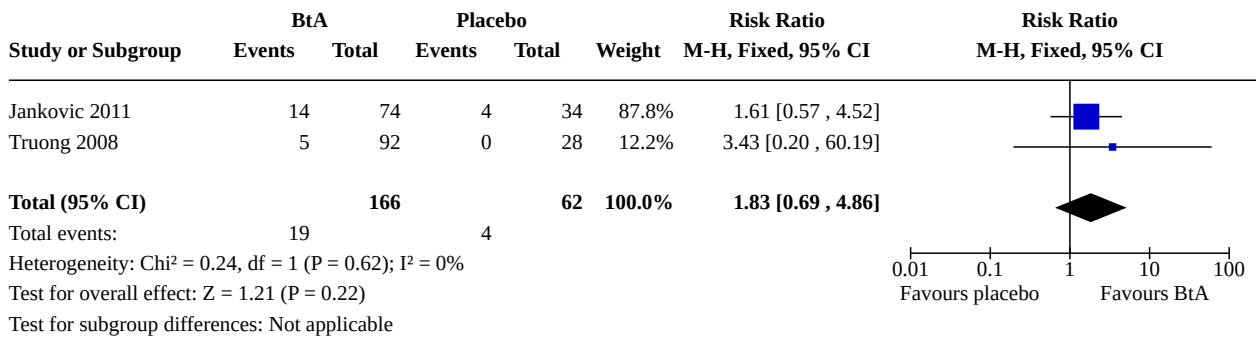 BtA Placebo Risk Ratio Risk Ratio
Study or Subgroup Events Total Events Total Weight M-H, Fixed, 95% CI M-H, Fixed, 95% CI
Jankovic 2011 14 74 4 34 87.8% 1.61 [0.57 , 4.52]
Truong 2008 5 92 0 28 12.2% 3.43 [0.20 , 60.19]
Total (95% CI) 166 62 100.0% 1.83 [0.69 , 4.86]
Total events: 19 4
Heterogeneity: Chi² = 0.24, df = 1 (P = 0.62); I² = 0%
0.01 0.1 1 10 100
Test for overall effect: Z = 1.21 (P = 0.22) Favours placebo Favours BtA
Test for subgroup differences: Not applicable